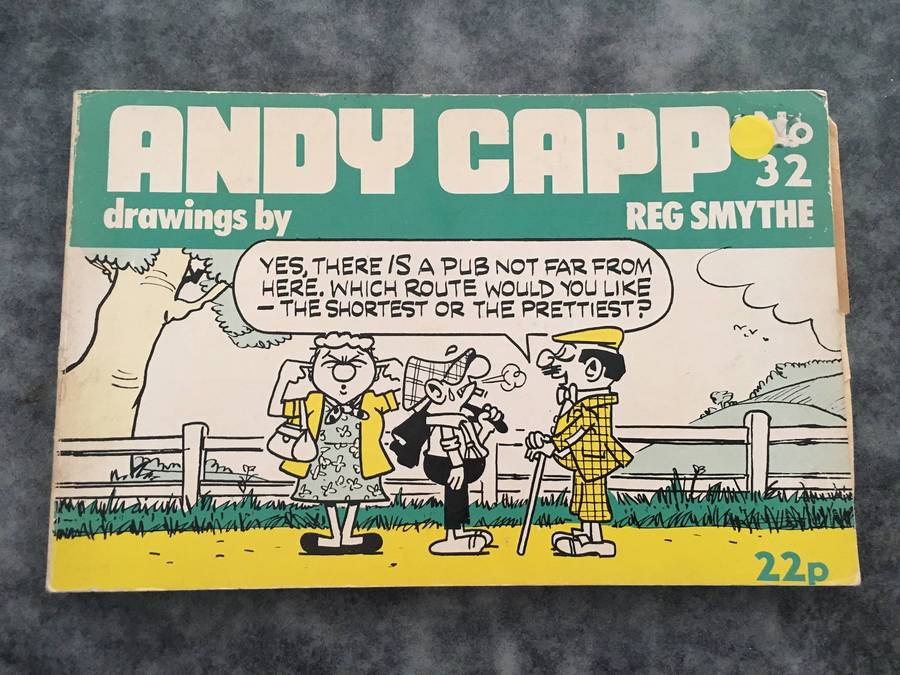 ANDY CAPP
No
32
drawings by
REG SMYTHE
YES, THERE IS A PUB NOT FAR FROM
HERE. WHICH ROUTE WOULD YOU LIKE
— THE SHORTEST OR THE PRETTIEST?
22p